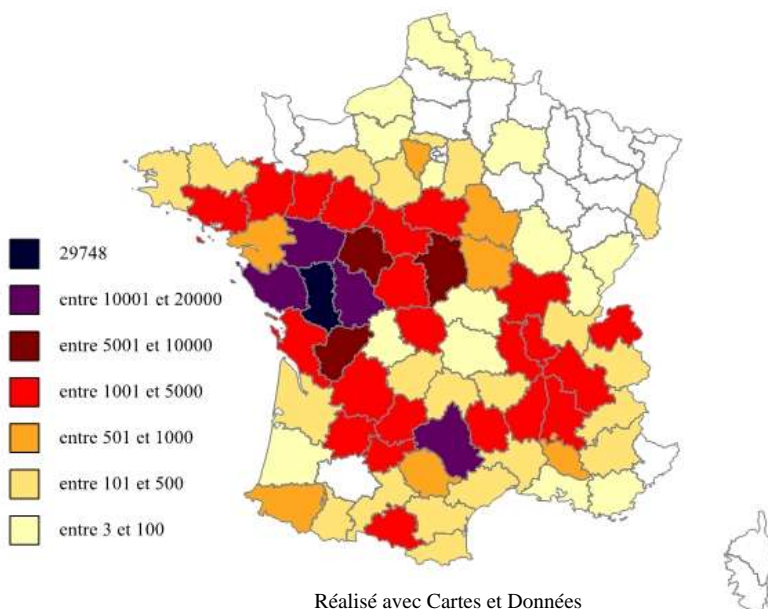 29748
entre 10001 et 20000
entre 5001 et 10000
entre 1001 et 5000
entre 501 et 1000
entre 101 et 500
entre 3 et 100
Réalisé avec Cartes et Données